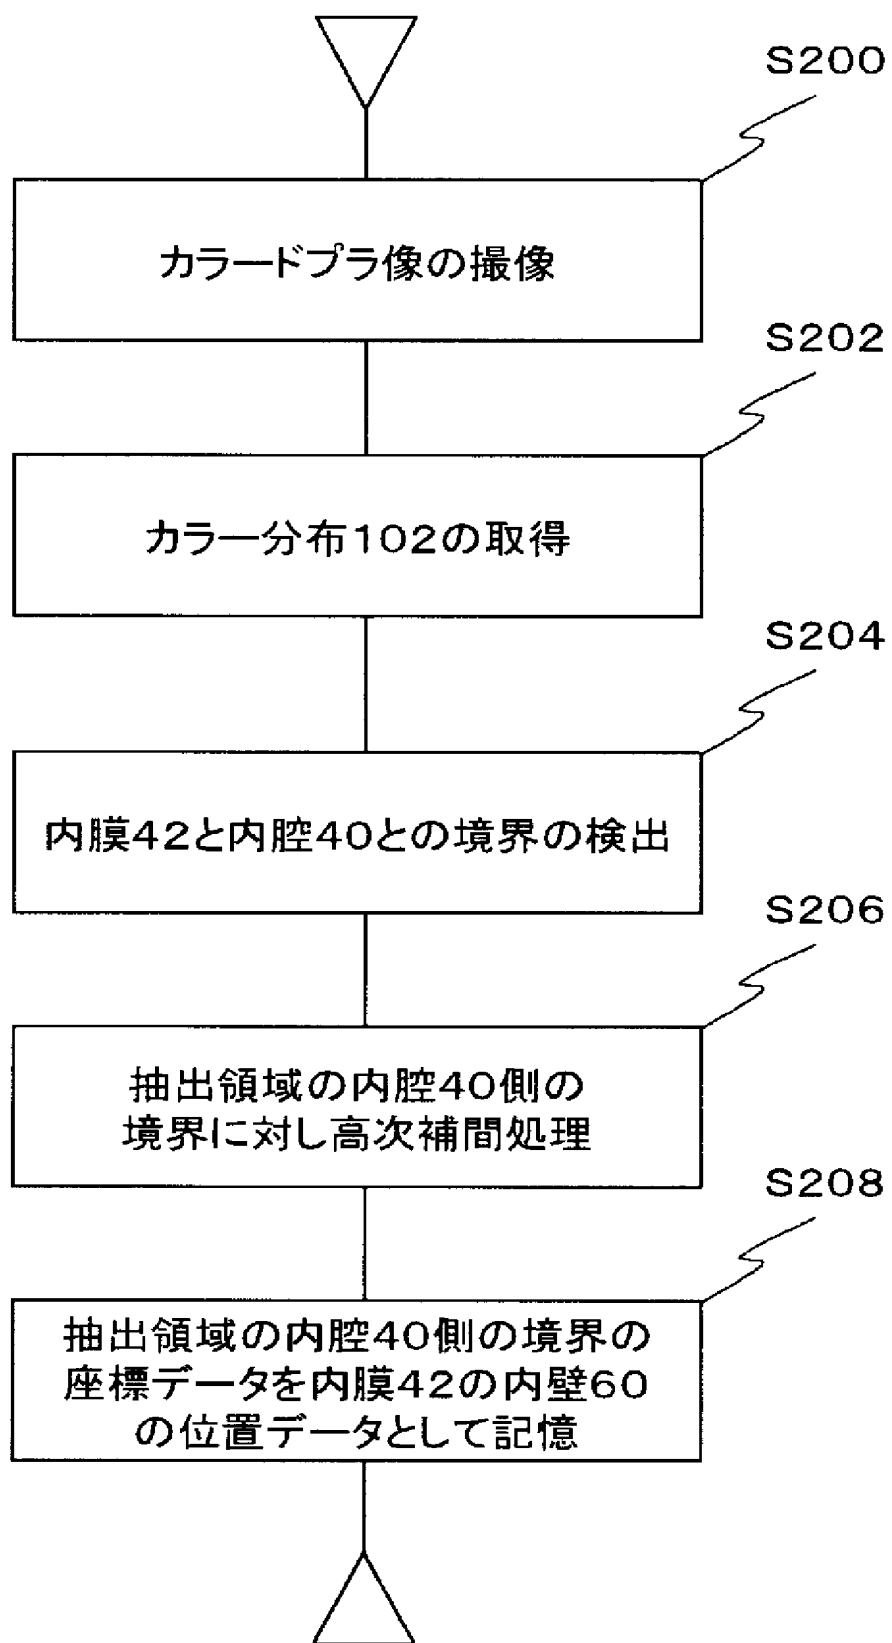 S200
カラードプラ像の撮像
S202
カラー分布102の取得
S204
内膜42と内腔40との境界の検出
S206
抽出領域の内腔40側の
境界に対し高次補間処理
S208
抽出領域の内腔40側の境界の
座標データを内膜42の内壁60
の位置データとして記憶